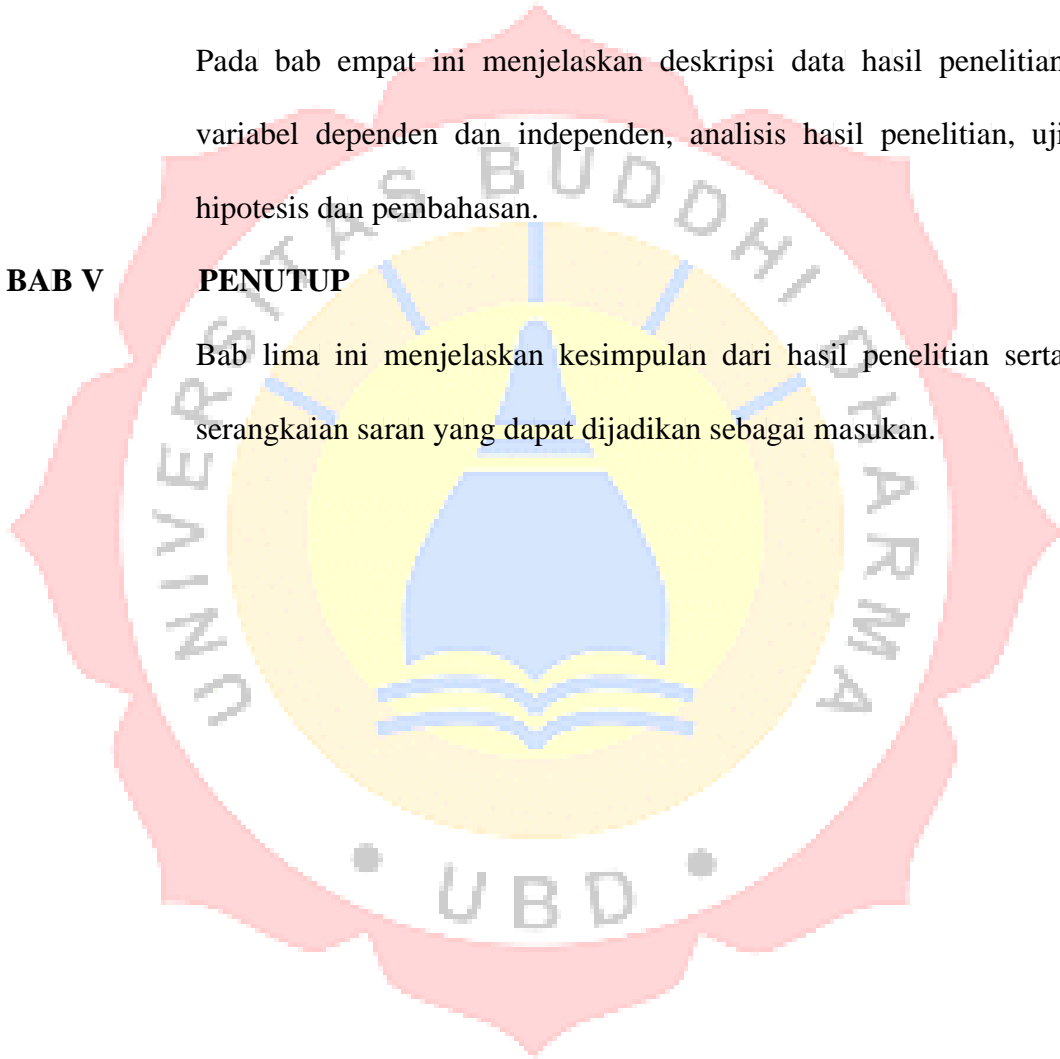 Pada bab empat ini menjelaskan deskripsi data hasil penelitian
variabel dependen dan independen, analisis hasil penelitian, uji
hipotesis dan pembahasan.
BAB V PENUTUP
Bab lima ini menjelaskan kesimpulan dari hasil penelitian serta
serangkaian saran yang dapat dijadikan sebagai masukan.
UNIVERSITAS BUDDHI DHARMA
• UBD •